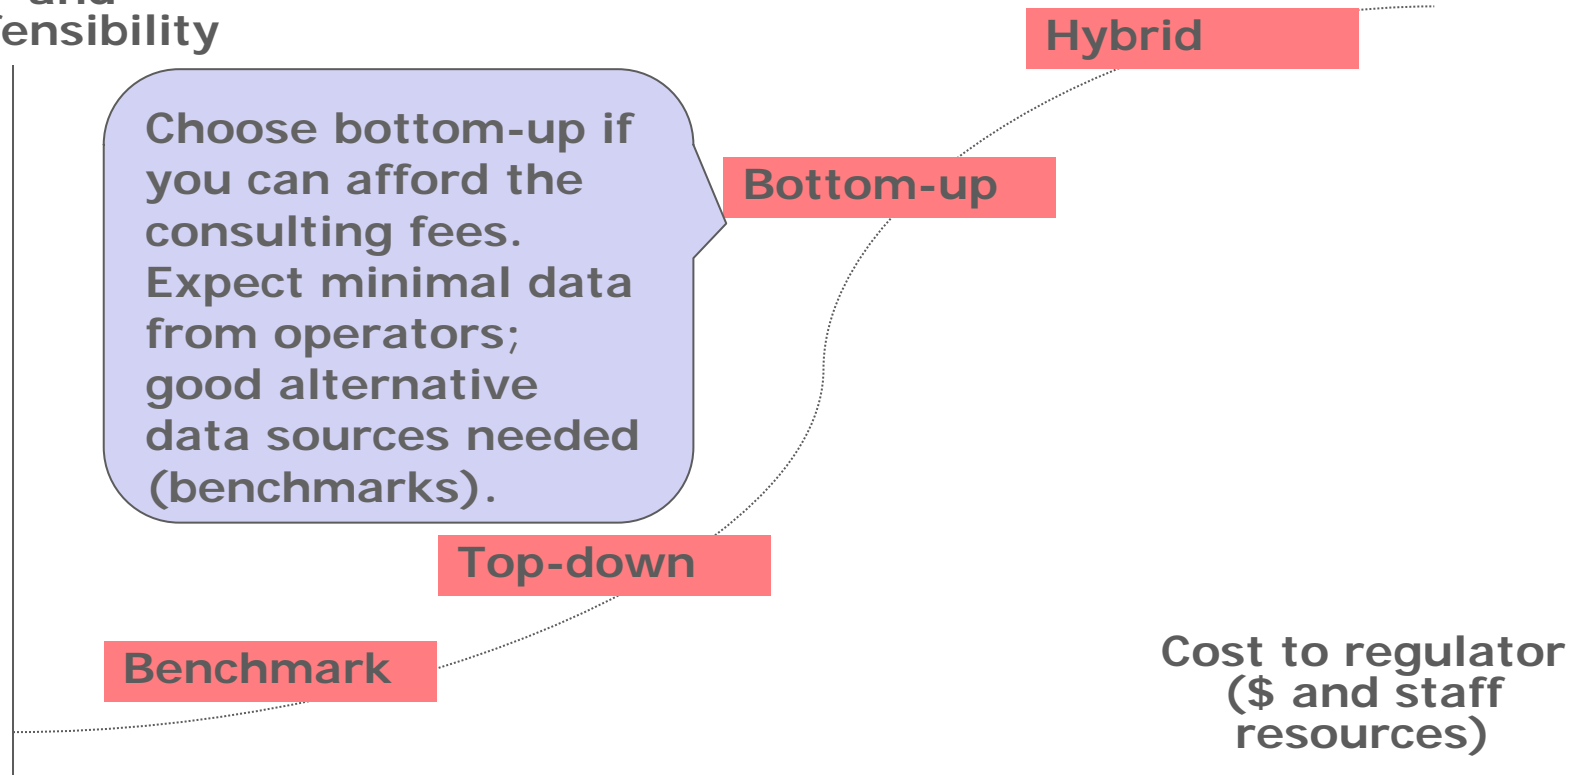 and
ensibility
Hybrid
Choose bottom-up if
you can afford the
consulting fees.
Expect minimal data
from operators;
good alternative
data sources needed
(benchmarks).
Bottom-up
Top-down
Benchmark
Cost to regulator
($ and staff
resources)